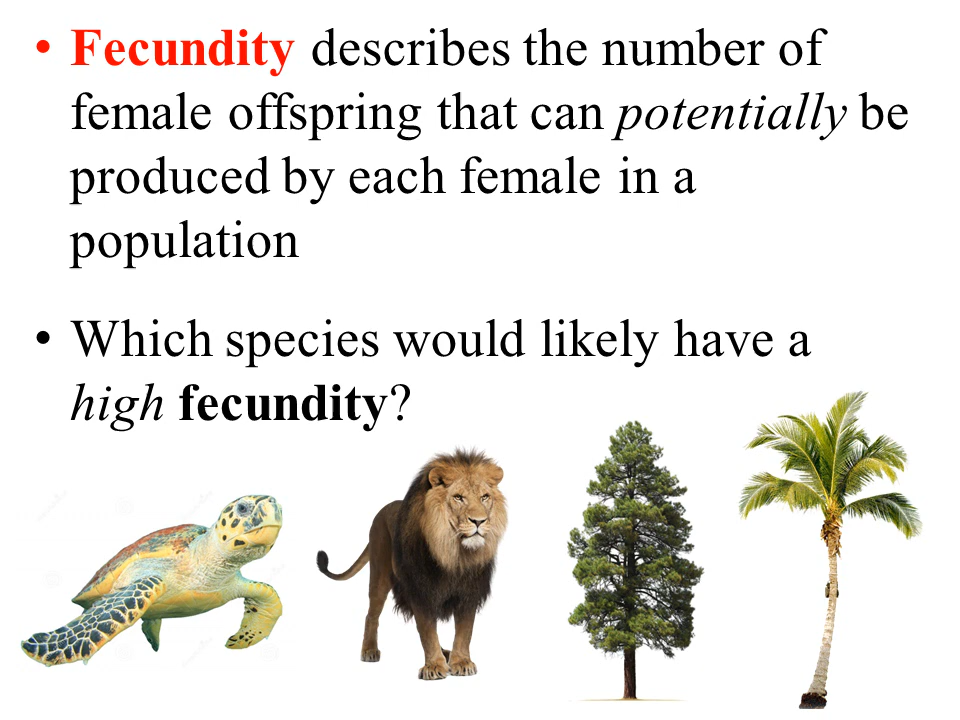 • Fecundity describes the number of
female offspring that can potentially be
produced by each female in a
population
• Which species would likely have a
high fecundity?